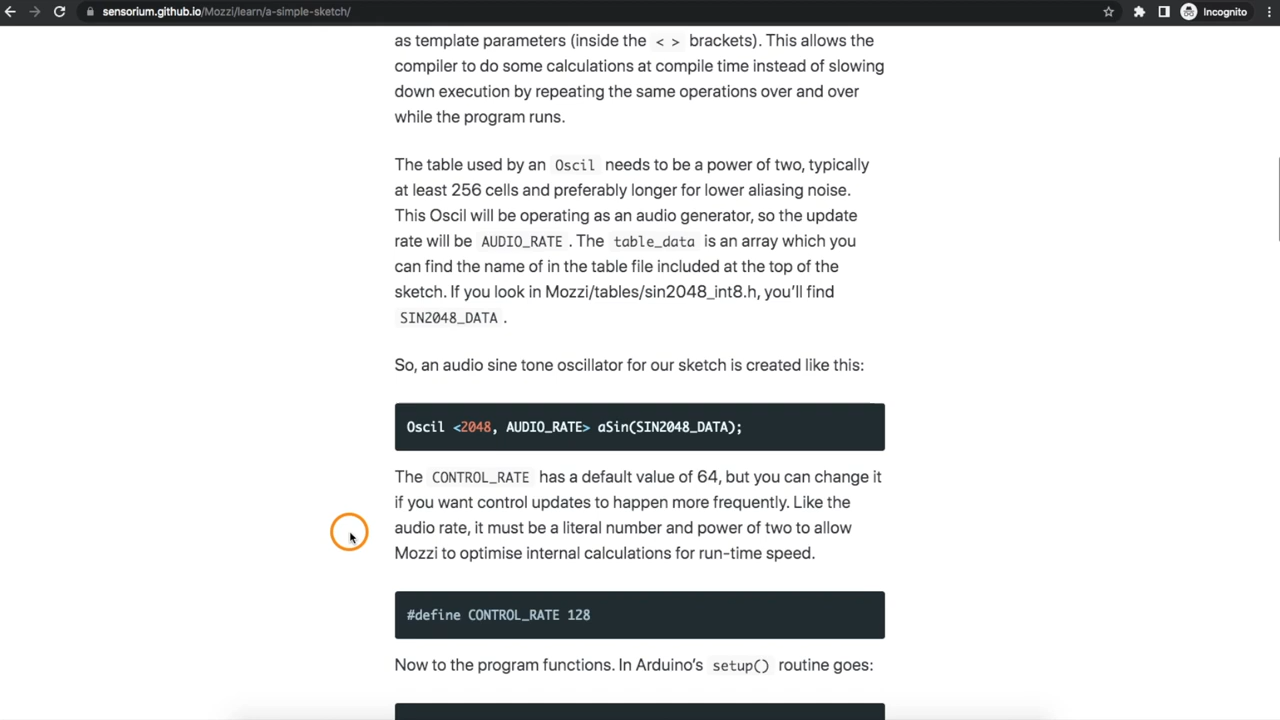 sensorium.github.io/Mozzi/learn/a-simple-sketch/
Incognito
as template parameters (inside the < > brackets). This allows the
compiler to do some calculations at compile time instead of slowing
down execution by repeating the same operations over and over
while the program runs.
The table used by an Oscil needs to be a power of two, typically
at least 256 cells and preferably longer for lower aliasing noise.
This Oscil will be operating as an audio generator, so the update
rate will be AUDIO_RATE . The table_data is an array which you
can find the name of in the table file included at the top of the
sketch. If you look in Mozzi/tables/sin2048_int8.h, you’ll find
SIN2048_DATA .
So, an audio sine tone oscillator for our sketch is created like this:
Oscil <2048, AUDIO_RATE> aSin(SIN2048_DATA);
The CONTROL_RATE has a default value of 64, but you can change it
if you want control updates to happen more frequently. Like the
audio rate, it must be a literal number and power of two to allow
Mozzi to optimise internal calculations for run-time speed.
#define CONTROL_RATE 128
Now to the program functions. In Arduino’s setup() routine goes: